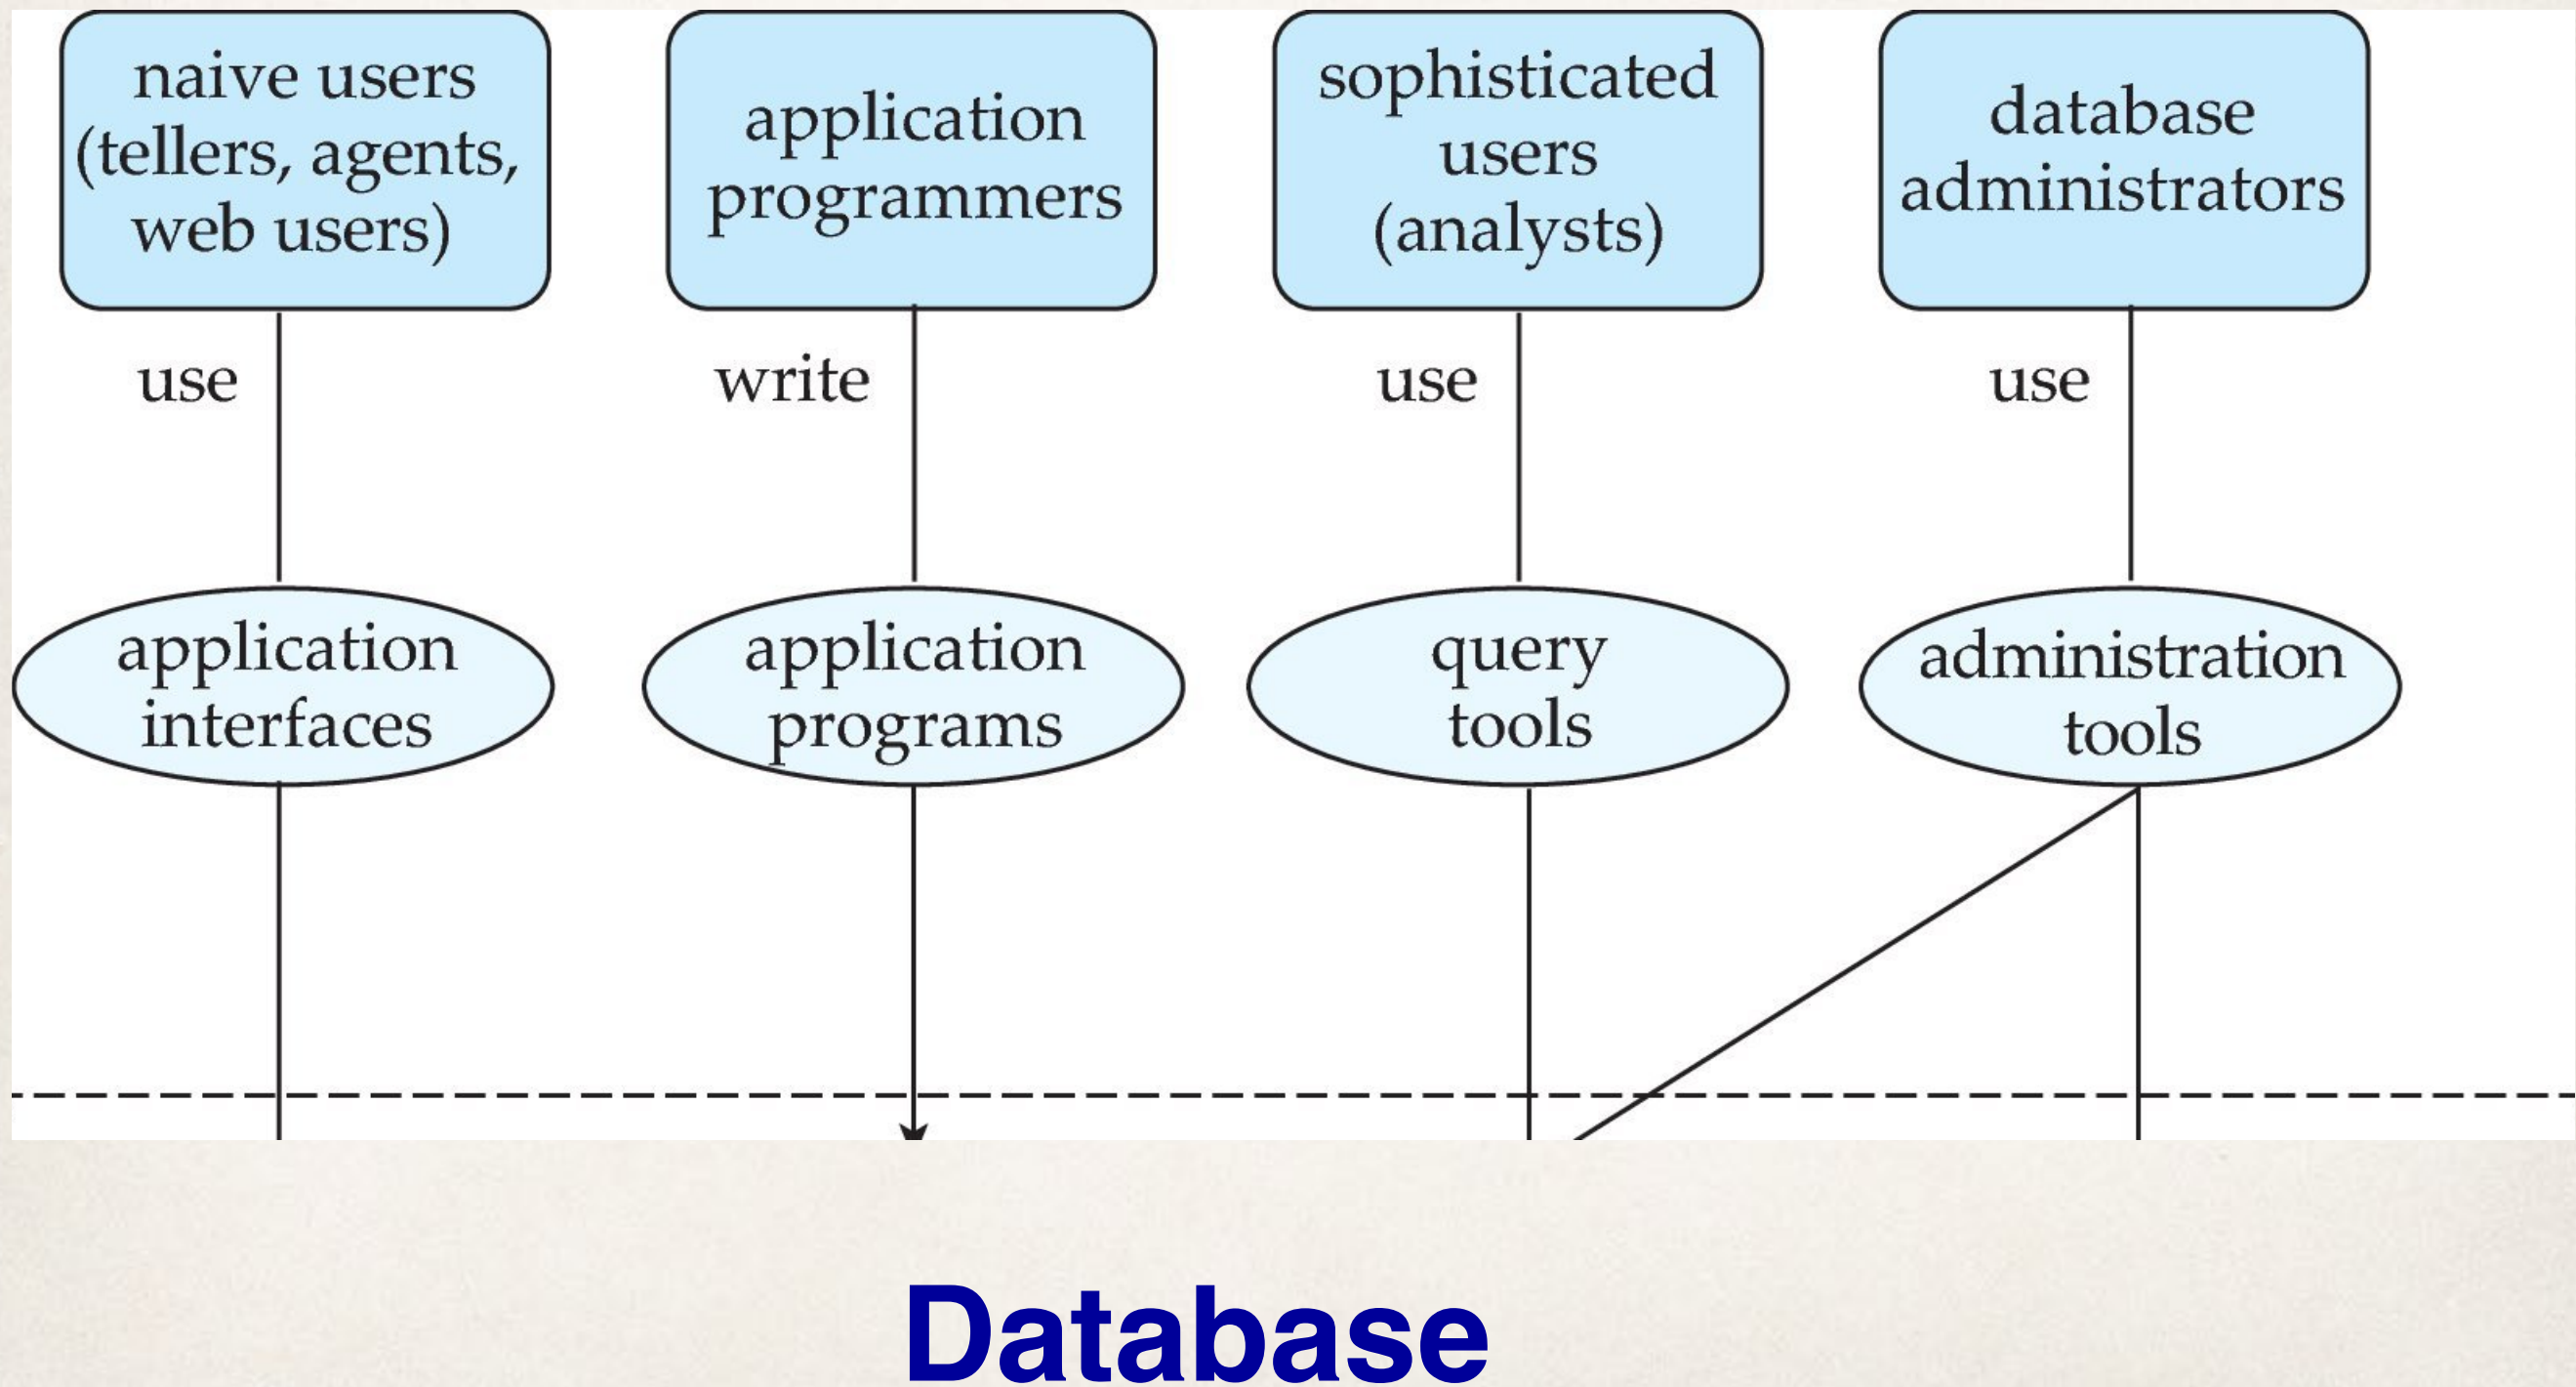 naive users
(tellers, agents,
web users)
application
programmers
sophisticated
users
(analysts)
database
administrators
use
write
use
use
application
interfaces
application
programs
query
tools
administration
tools
Database